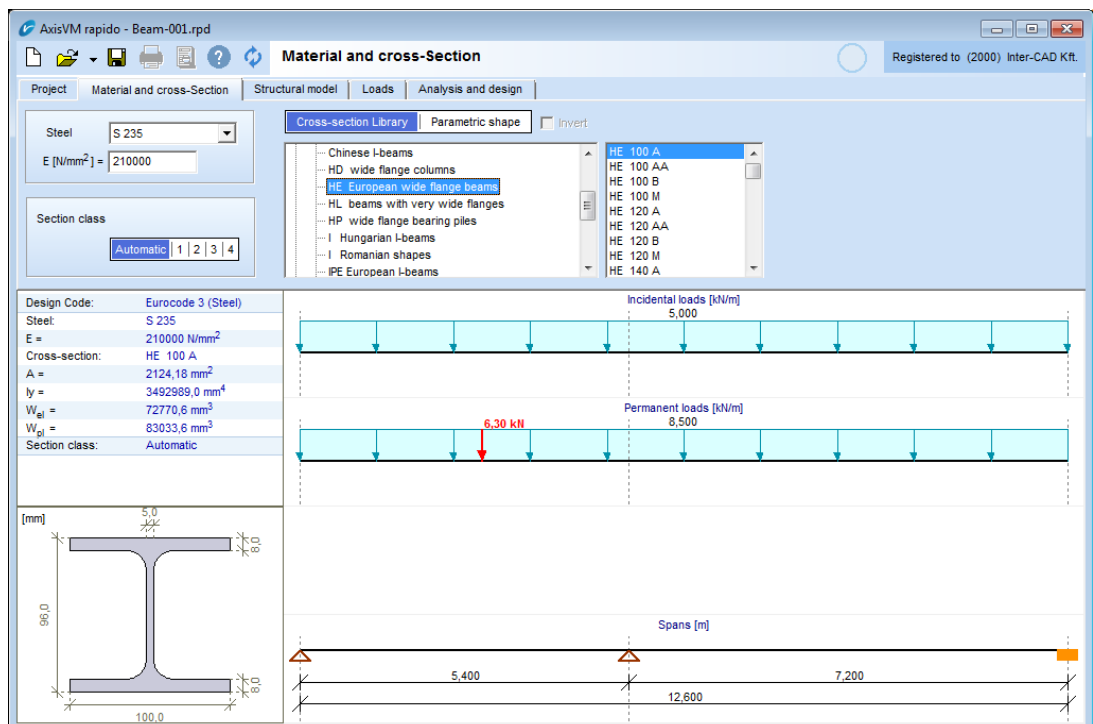 AxisVM rapido - Beam-001.rpd
Material and cross-Section
Registered to (2000) Inter-CAD Kft.
Project Material and cross-Section Structural model Loads Analysis and design
Steel S 235
E [N/mm2] = 210000
Section class
Automatic 1 2 3 4
Cross-section Library Parametric shape Invert
Chinese I-beams
HD wide flange columns
HE European wide flange beams
HL beams with very wide flanges
HP wide flange bearing piles
I Hungarian I-beams
I Romanian shapes
IPE European I-beams
HE 100 A
HE 100 AA
HE 100 B
HE 100 M
HE 120 A
HE 120 AA
HE 120 B
HE 120 M
HE 140 A
Design Code: Eurocode 3 (Steel)
Steel: S 235
E = 210000 N/mm2
Cross-section: HE 100 A
A = 2124,18 mm2
Iy = 3492989,0 mm4
Wel = 72770,6 mm3
Wpl = 83033,6 mm3
Section class: Automatic
Incidental loads [kN/m]
5,000
Permanent loads [kN/m]
6,30 kN
8,500
[mm]
5,0
8,0
96,0
8,0
100,0
Spans [m]
5,400 7,200
12,600